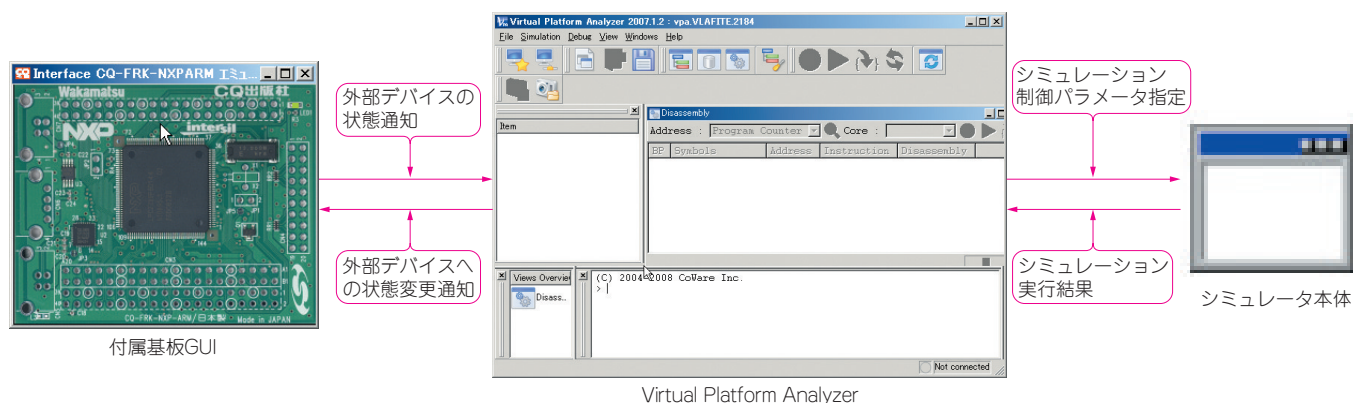 Interface CQ-FRK-NXPARM エミュ...
Wakamatsu
CQ出版社
NXP
intersil
CQ-FRK-NXP-ARM/日本製 Made in JAPAN
付属基板GUI
外部デバイスの
状態通知
外部デバイスへ
の状態変更通知
Virtual Platform Analyzer 2007.1.2 : vpa.VLAFITE.2184
File Simulation Debug View Windows Help
Item
Disassembly
Address : Program Counter Core :
BP Symbols Address Instruction Disassembly
Views Overview
Disass..
(C) 2004-2008 CoWare Inc.
>
Not connected
Virtual Platform Analyzer
シミュレーション
制御パラメータ指定
シミュレーション
実行結果
シミュレータ本体